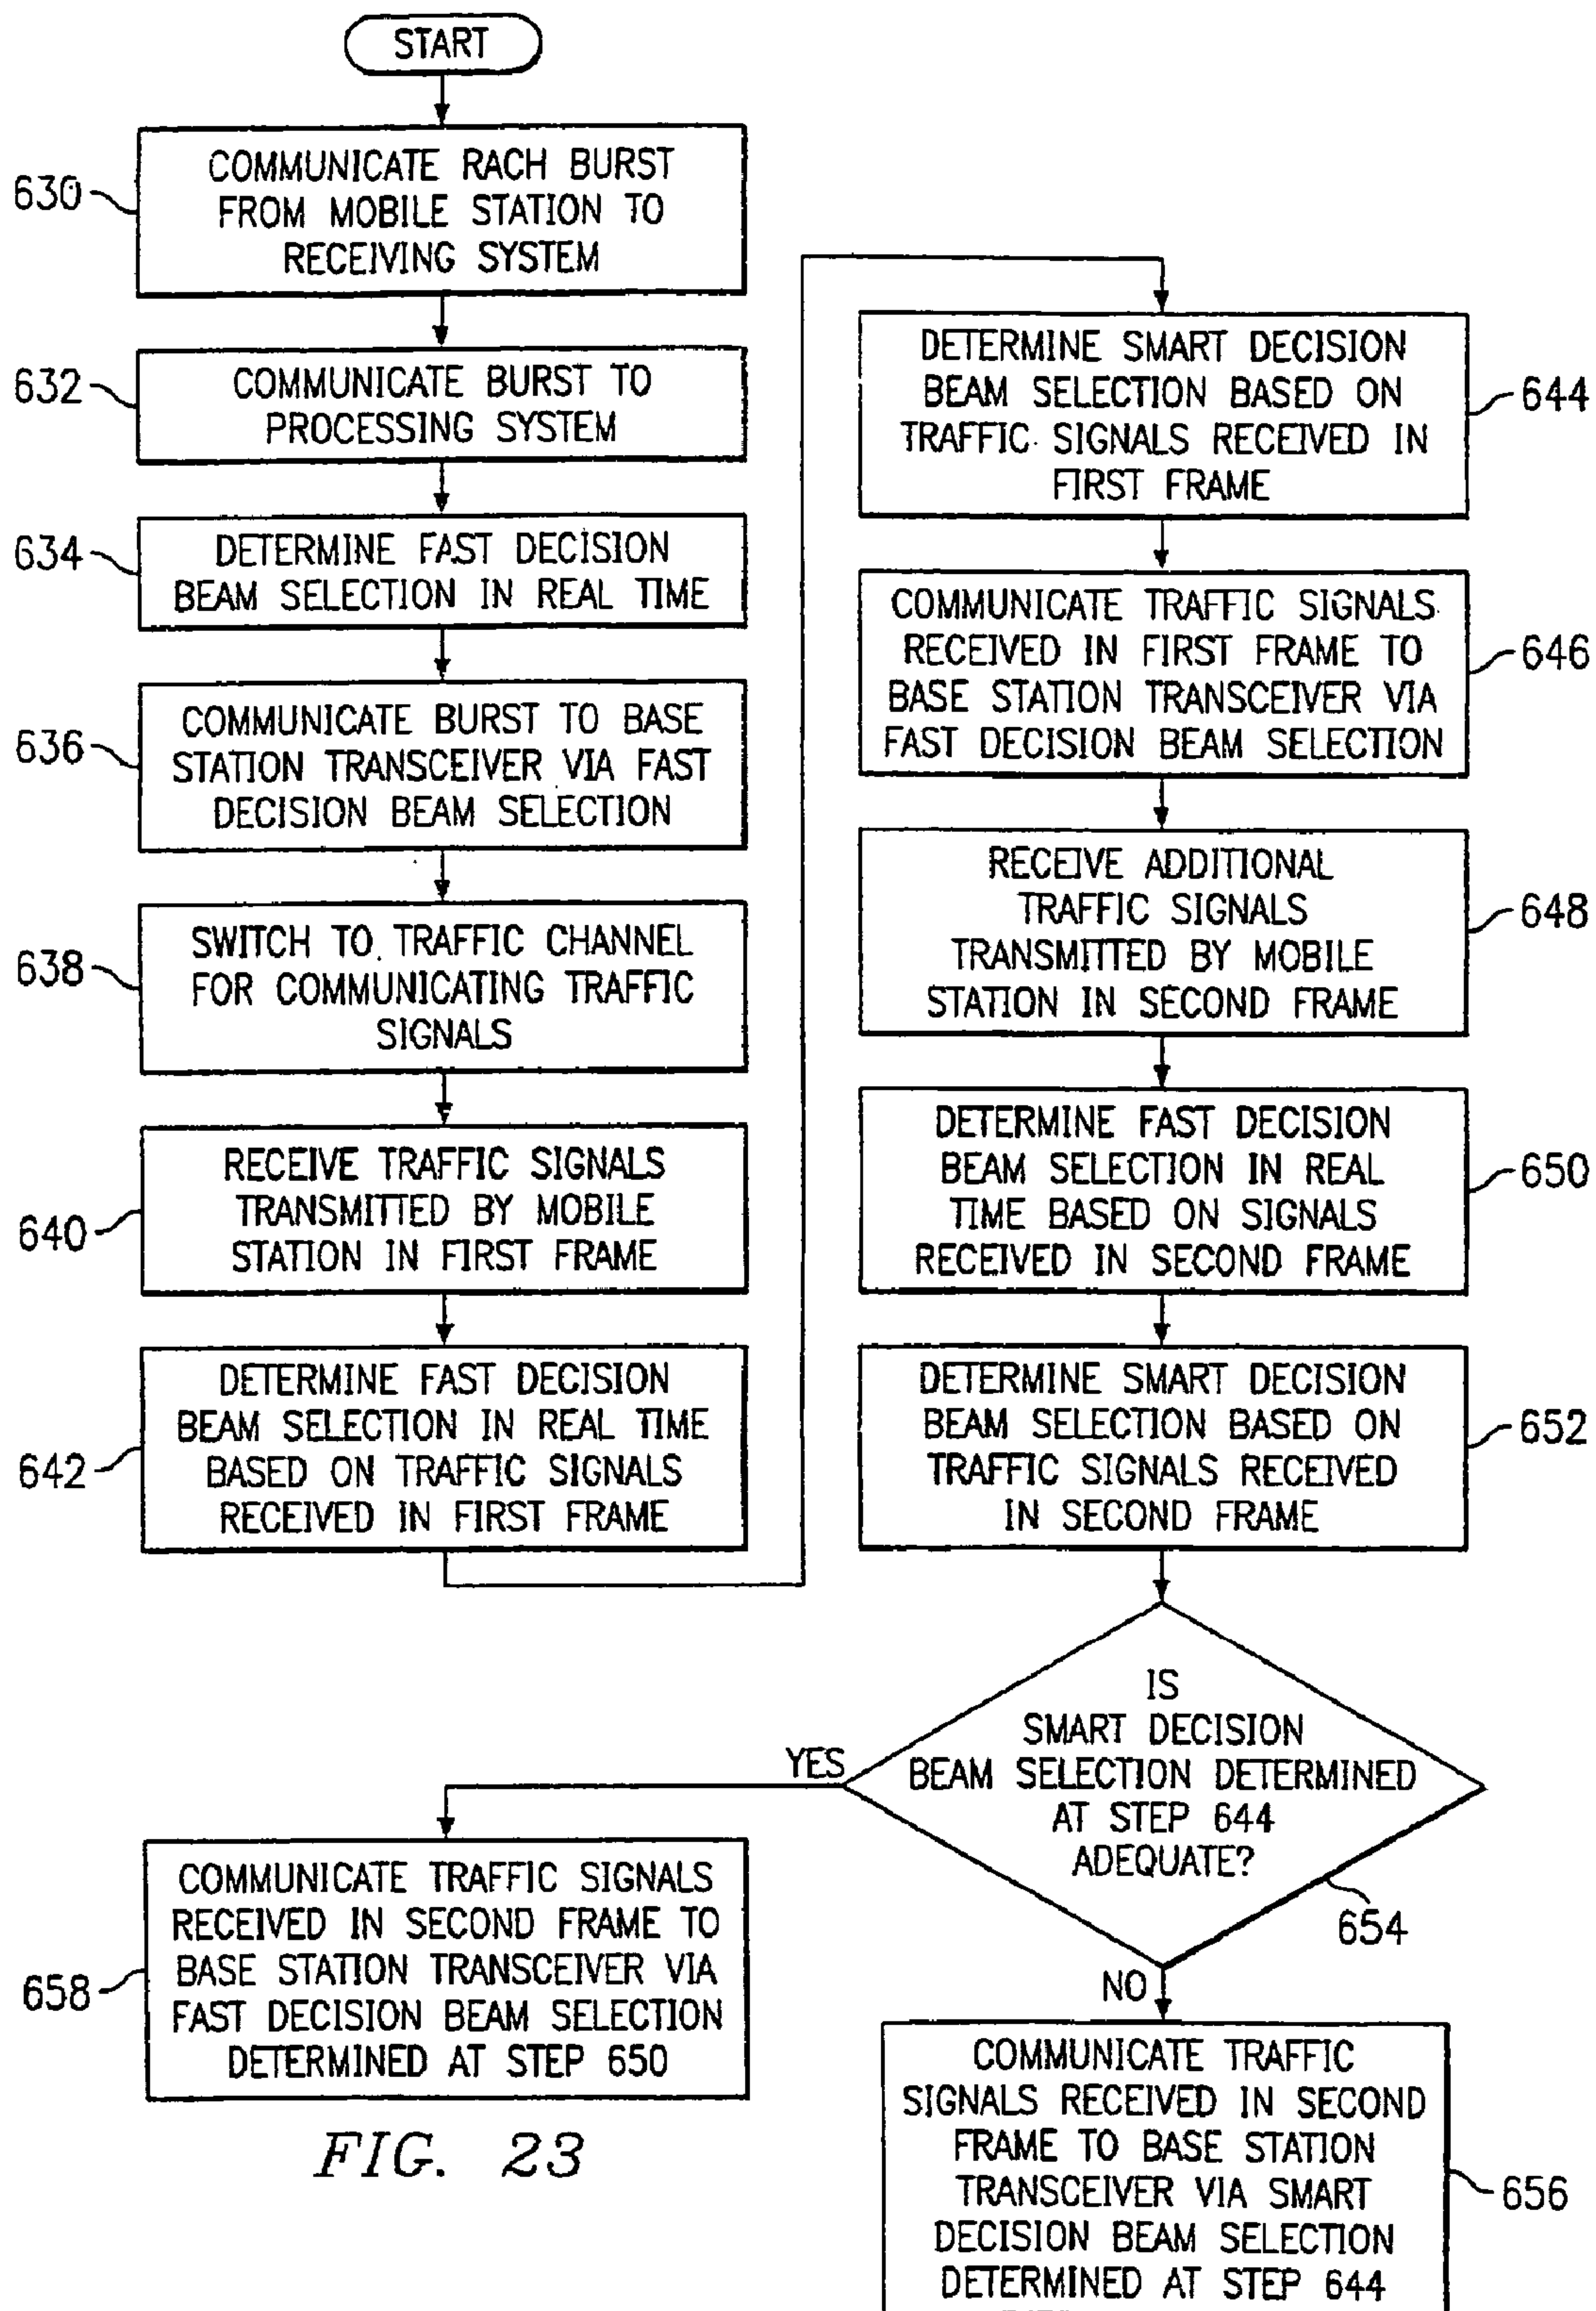 START
630
COMMUNICATE RACH BURST
FROM MOBILE STATION TO
RECEIVING SYSTEM
632
COMMUNICATE BURST TO
PROCESSING SYSTEM
634
DETERMINE FAST DECISION
BEAM SELECTION IN REAL TIME
636
COMMUNICATE BURST TO BASE
STATION TRANSCEIVER VIA FAST
DECISION BEAM SELECTION
638
SWITCH TO TRAFFIC CHANNEL
FOR COMMUNICATING TRAFFIC
SIGNALS
640
RECEIVE TRAFFIC SIGNALS
TRANSMITTED BY MOBILE
STATION IN FIRST FRAME
642
DETERMINE FAST DECISION
BEAM SELECTION IN REAL TIME
BASED ON TRAFFIC SIGNALS
RECEIVED IN FIRST FRAME
DETERMINE SMART DECISION
BEAM SELECTION BASED ON
TRAFFIC SIGNALS RECEIVED IN
FIRST FRAME
644
COMMUNICATE TRAFFIC SIGNALS
RECEIVED IN FIRST FRAME TO
BASE STATION TRANSCEIVER VIA
FAST DECISION BEAM SELECTION
646
RECEIVE ADDITIONAL
TRAFFIC SIGNALS
TRANSMITTED BY MOBILE
STATION IN SECOND FRAME
648
DETERMINE FAST DECISION
BEAM SELECTION IN REAL
TIME BASED ON SIGNALS
RECEIVED IN SECOND FRAME
650
DETERMINE SMART DECISION
BEAM SELECTION BASED ON
TRAFFIC SIGNALS RECEIVED
IN SECOND FRAME
652
IS
SMART DECISION
BEAM SELECTION DETERMINED
AT STEP 644
ADEQUATE?
654
YES
658
COMMUNICATE TRAFFIC SIGNALS
RECEIVED IN SECOND FRAME TO
BASE STATION TRANSCEIVER VIA
FAST DECISION BEAM SELECTION
DETERMINED AT STEP 650
NO
COMMUNICATE TRAFFIC
SIGNALS RECEIVED IN SECOND
FRAME TO BASE STATION
TRANSCEIVER VIA SMART
DECISION BEAM SELECTION
DETERMINED AT STEP 644
656
FIG. 23